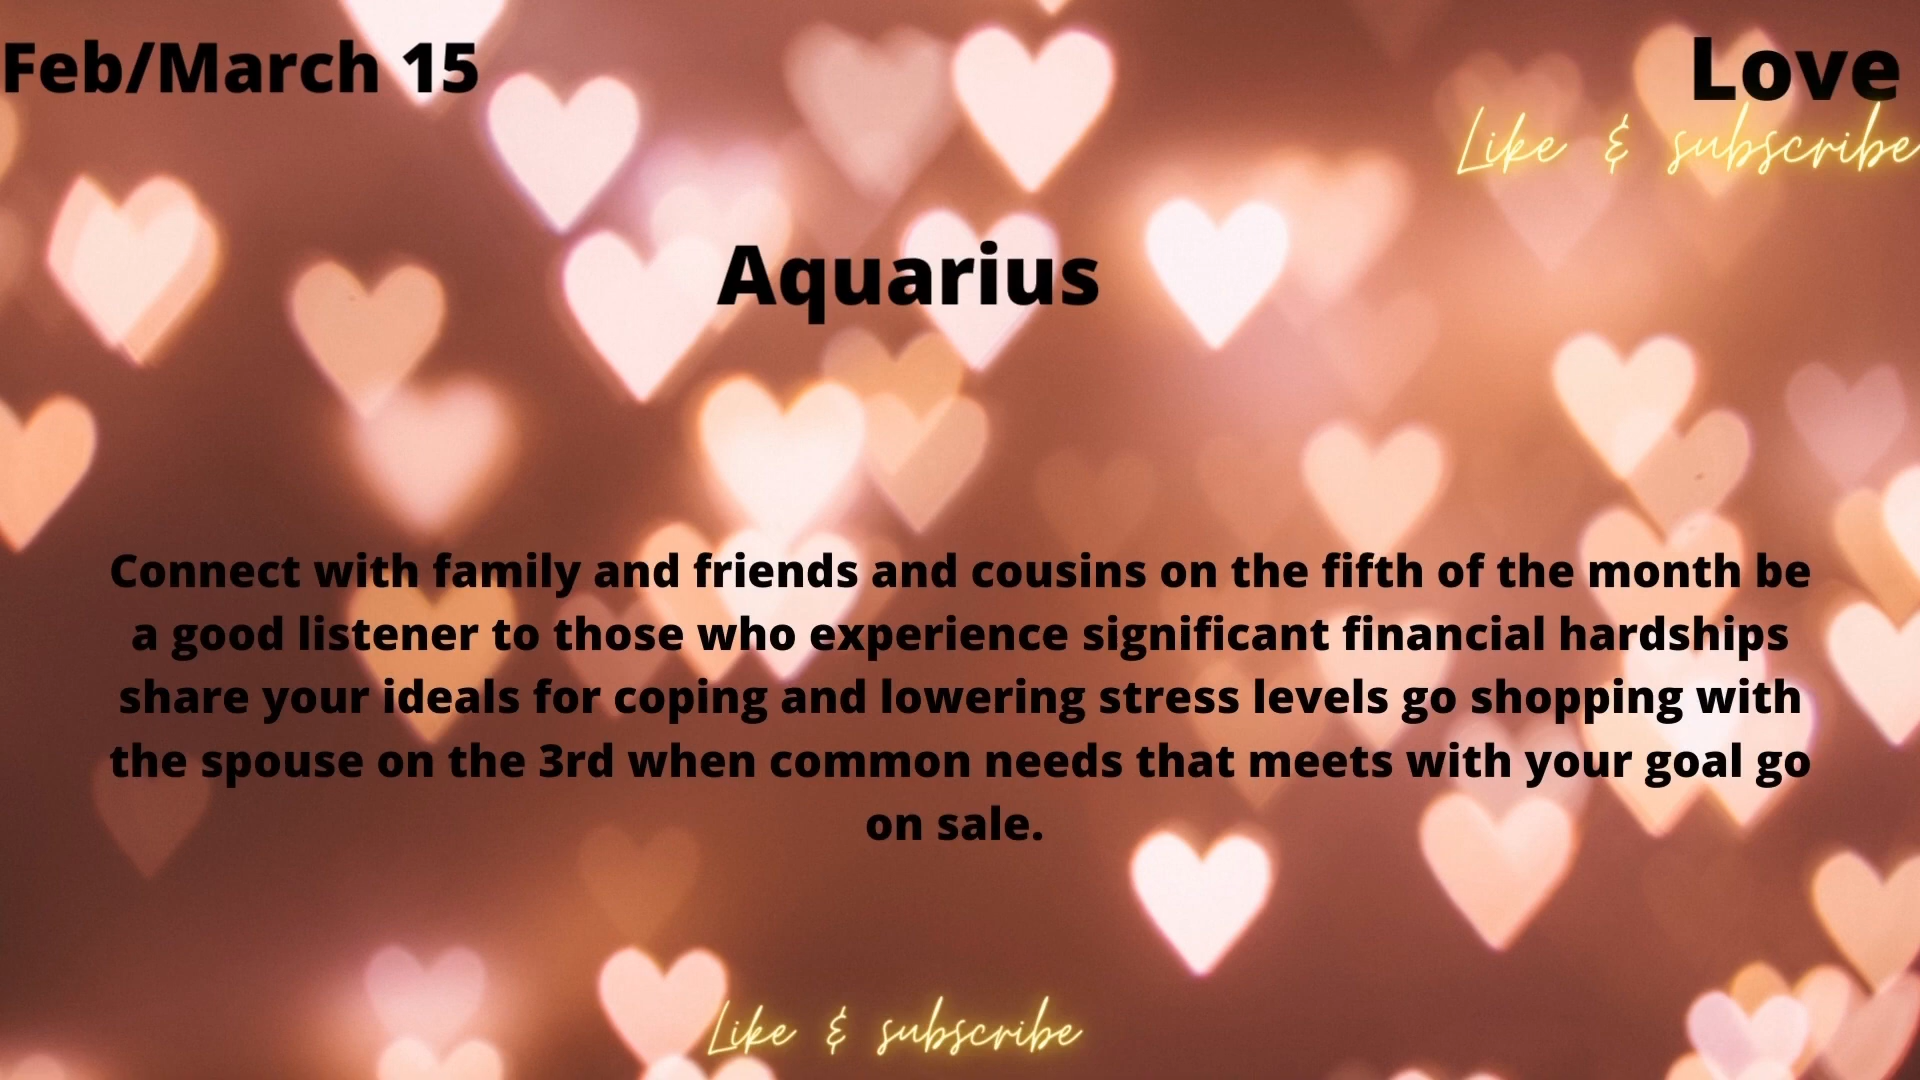 Feb/March 15
Love
Like & subscribe
Aquarius
Connect with family and friends and cousins on the fifth of the month be
a good listener to those who experience significant financial hardships
share your ideals for coping and lowering stress levels go shopping with
the spouse on the 3rd when common needs that meets with your goal go
on sale.
Like & subscribe